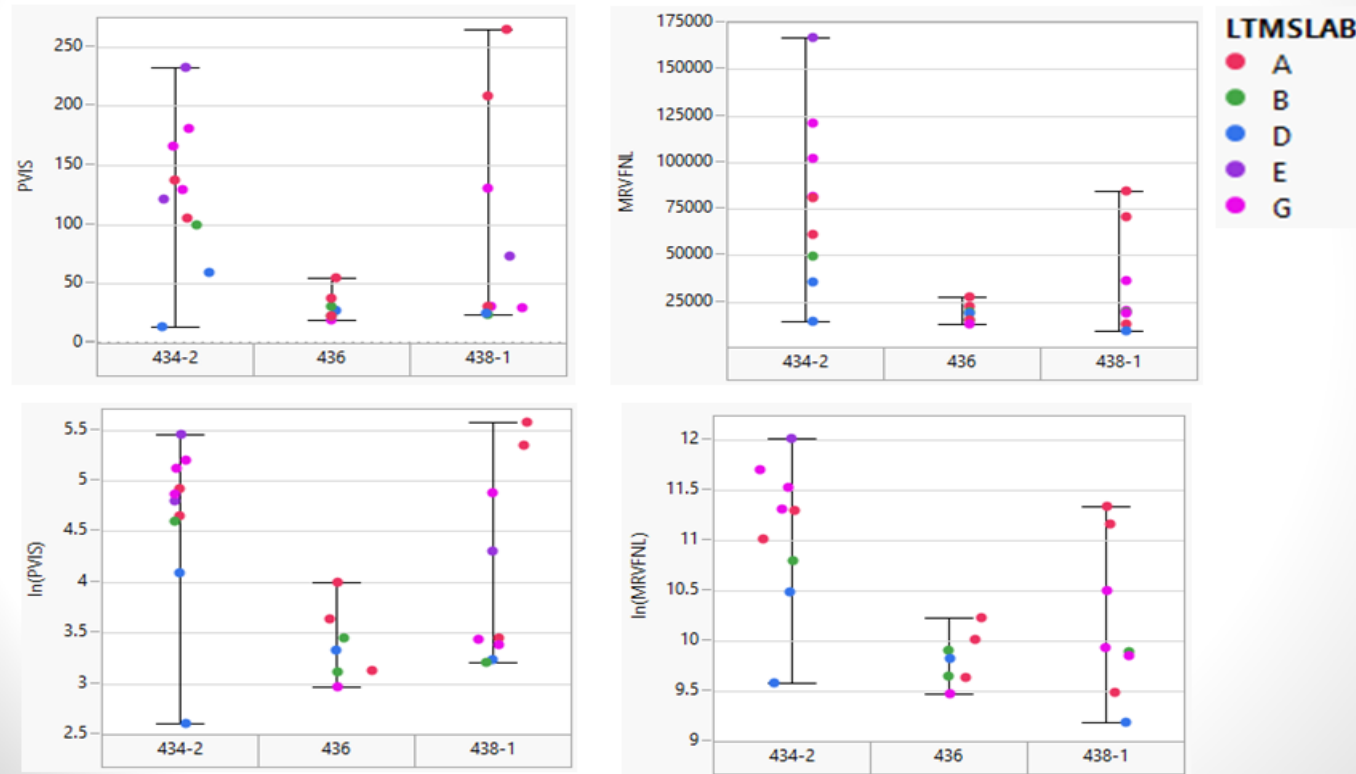 PVIS
250
200
150
100
50
0
434-2 436 438-1
MRVFNL
175000
150000
125000
100000
75000
50000
25000
434-2 436 438-1
LTMSLAB
A
B
D
E
G
ln(PVIS)
5.5
5
4.5
4
3.5
3
2.5
434-2 436 438-1
ln(MRVFNL)
12
11.5
11
10.5
10
9.5
9
434-2 436 438-1